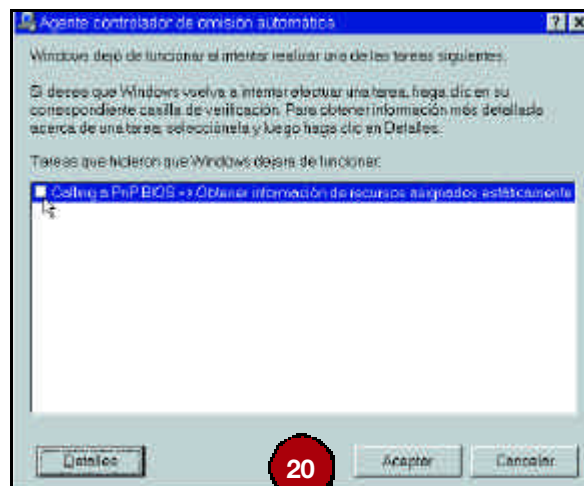 Agente controlador de omisión automática
Windows dejó de funcionar al intentar realizar una de las tareas siguientes.
Si desea que Windows vuelva a intentar efectuar una tarea, haga clic en su
correspondiente casilla de verificación. Para obtener información más detallada
acerca de una tarea, selecciónela y luego haga clic en Detalles.
Tareas que hicieron que Windows dejara de funcionar:
Calling a PnP BIOS -> Obtener información de recursos asignados estáticamente
Detalles
20
Aceptar
Cancelar